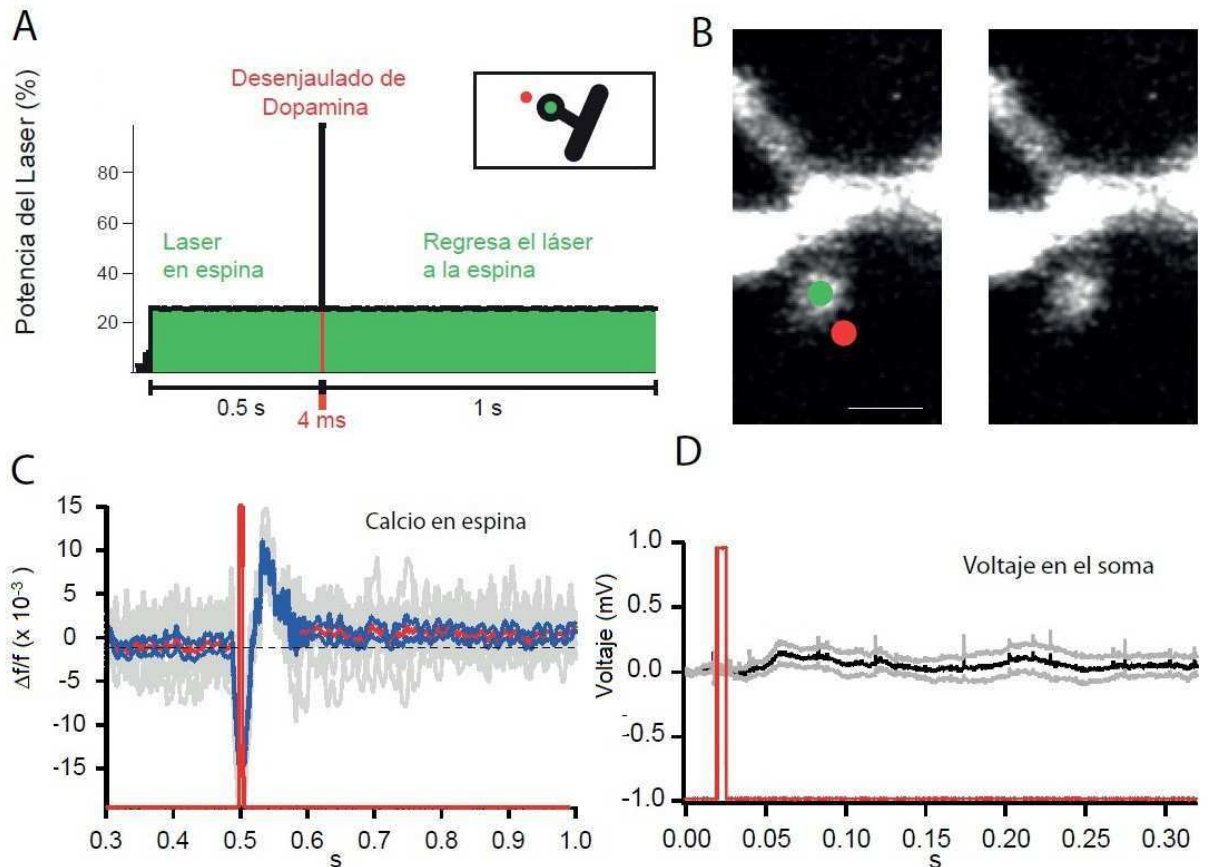 A
Potencia del Laser (%)
80
60
40
20
Desenjaulado de
Dopamina
Laser
en espina
Regresa el láser
a la espina
0.5 s
4 ms
1 s
B
C
Calcio en espina
Δf/f (x 10⁻³)
15
10
5
0
-5
-10
-15
0.3
0.4
0.5
0.6
0.7
0.8
0.9
1.0
s
D
Voltaje en el soma
Voltaje (mV)
1.0
0.5
0.0
-0.5
-1.0
0.00
0.05
0.10
0.15
0.20
0.25
0.30
s